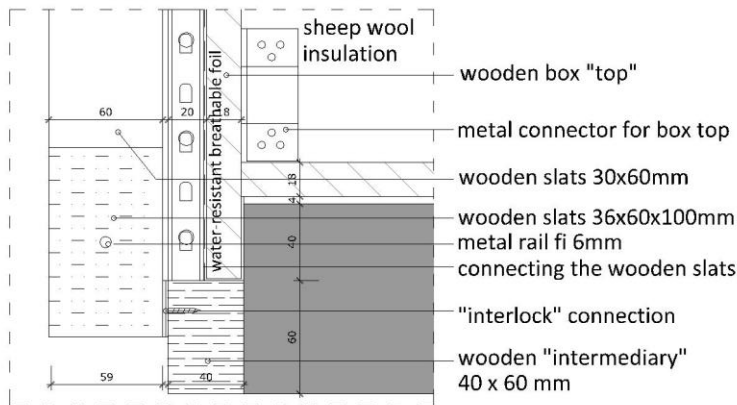 sheep wool
insulation
water-resistant breathable foil
wooden box "top"
60
20
18
metal connector for box top
wooden slats 30x60mm
18
4
wooden slats 36x60x100mm
metal rail fi 6mm
40
connecting the wooden slats
"interlock" connection
60
wooden "intermediary"
40 x 60 mm
59
40